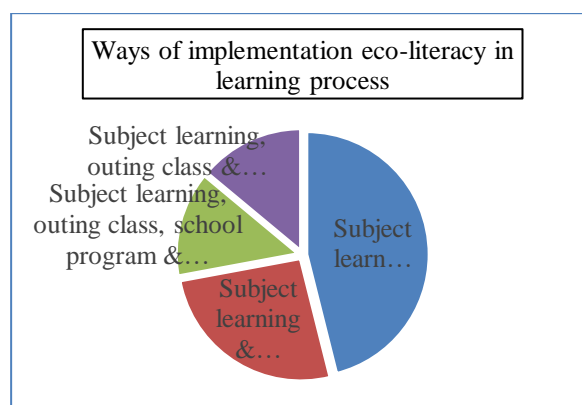 Ways of implementation eco-literacy in
learning process
Subject learning,
outing class &…
Subject learning,
outing class, school
program &…
Subject
learn…
Subject
learning
&…